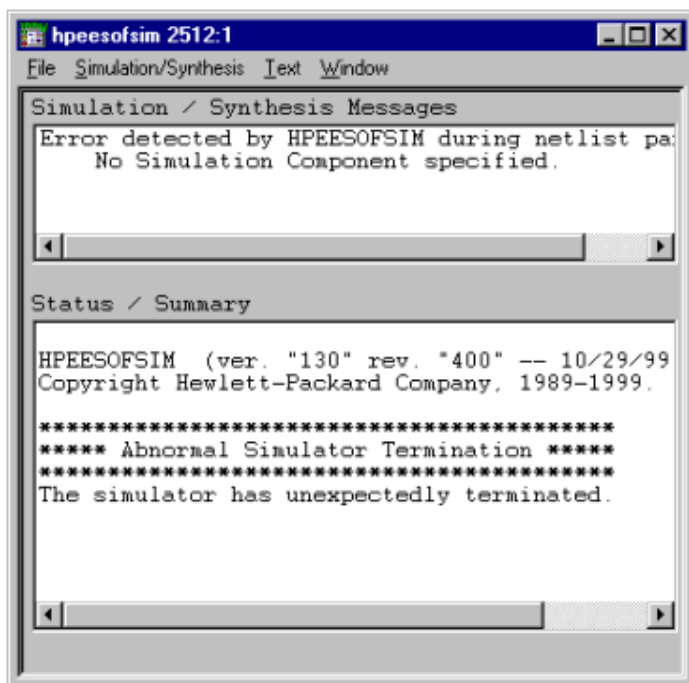 hpeesofsim 2512:1
File Simulation/Synthesis Text Window
Simulation / Synthesis Messages
Error detected by HPEESOFSIM during netlist pa
No Simulation Component specified.
Status / Summary
HPEESOFSIM (ver. "130" rev. "400" -- 10/29/99
Copyright Hewlett-Packard Company, 1989-1999.
*******************************************
***** Abnormal Simulator Termination *****
*******************************************
The simulator has unexpectedly terminated.